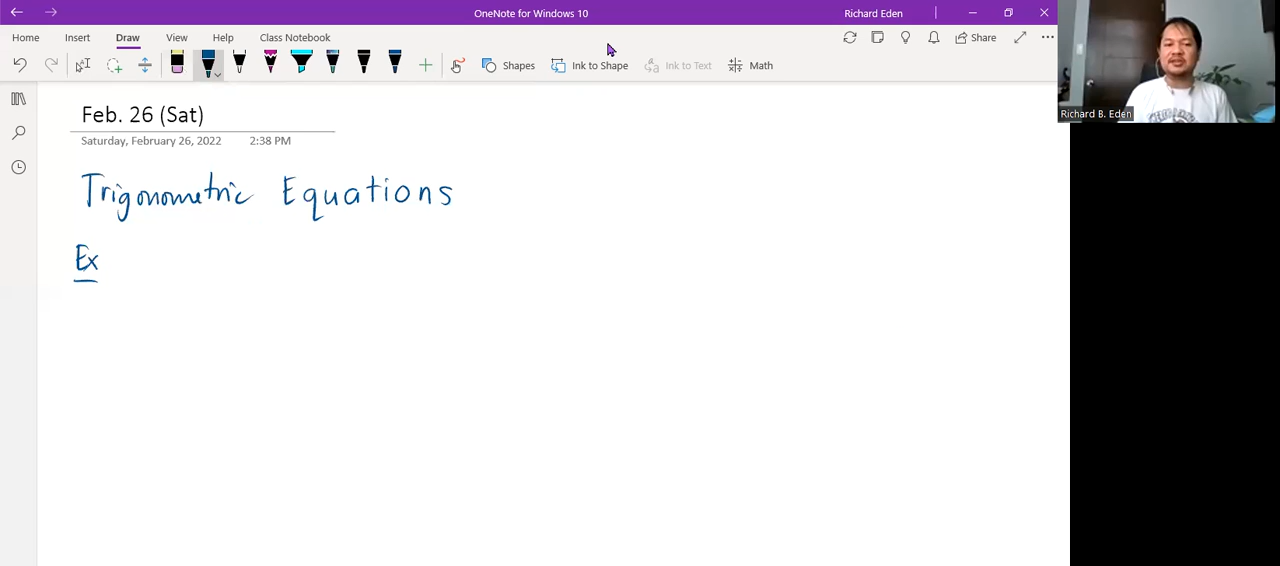 OneNote for Windows 10
Richard Eden
Home Insert Draw View Help Class Notebook
Share
Shapes Ink to Shape Ink to Text Math
Richard B. Eden
Feb. 26 (Sat)
Saturday, February 26, 2022 2:38 PM
Trigonometric Equations
Ex